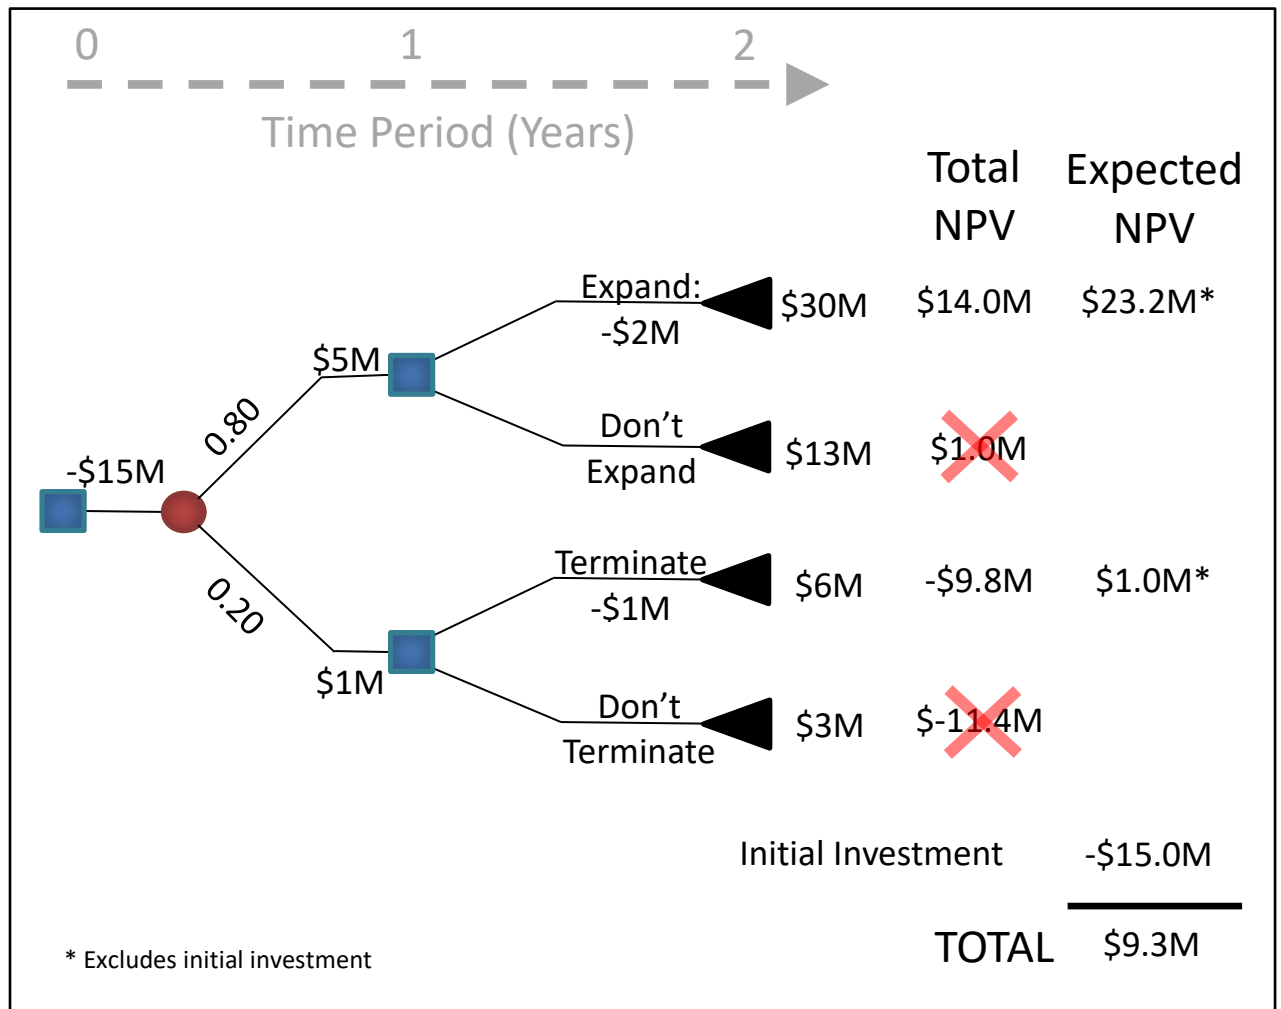 0 1 2
Time Period (Years)
Total Expected
NPV NPV
Expand:
-$2M
$30M $14.0M $23.2M*
$5M
0.80
Don't
Expand
$13M $1.0M
-$15M
Terminate
-$1M
$6M -$9.8M $1.0M*
0.20
$1M
Don't
Terminate
$3M $-11.4M
Initial Investment -$15.0M
TOTAL $9.3M
* Excludes initial investment